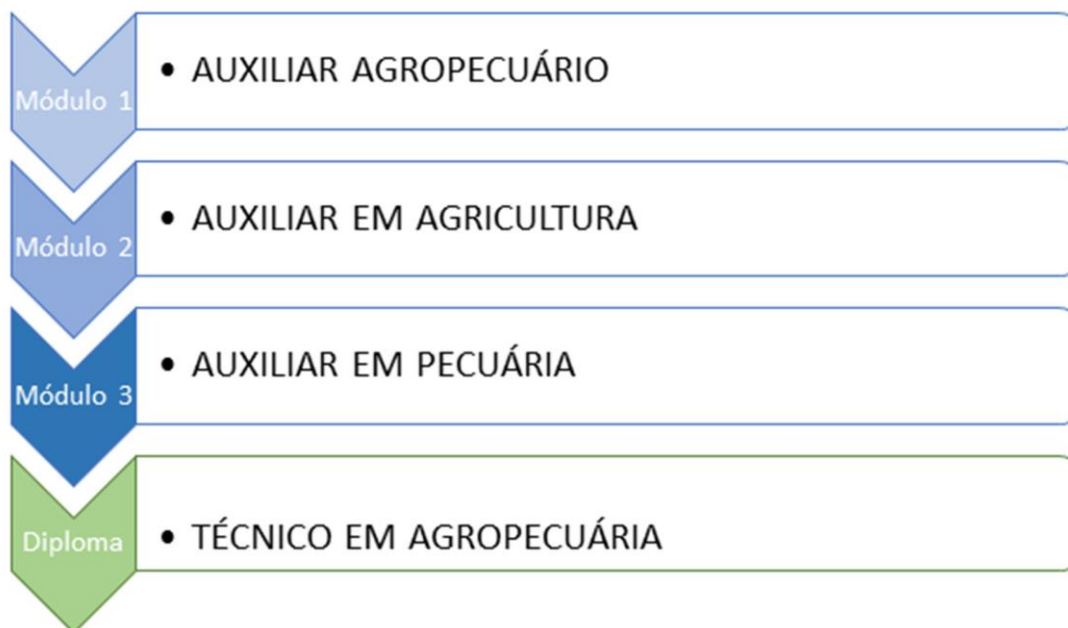 Módulo 1
• AUXILIAR AGROPECUÁRIO
Módulo 2
• AUXILIAR EM AGRICULTURA
Módulo 3
• AUXILIAR EM PECUÁRIA
Diploma
• TÉCNICO EM AGROPECUÁRIA